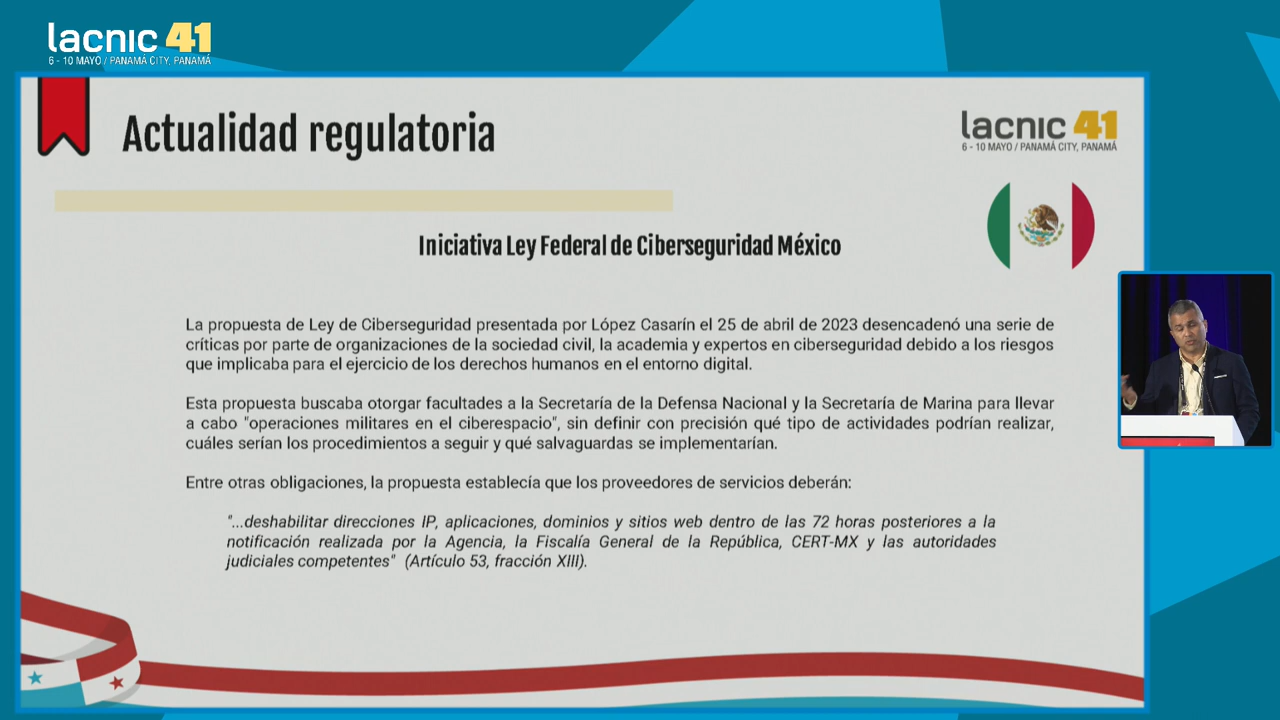 lacnic 41
6 - 10 MAYO / PANAMÁ CITY, PANAMÁ
Actualidad regulatoria
lacnic 41
6 - 10 MAYO / PANAMÁ CITY, PANAMÁ
Iniciativa Ley Federal de Ciberseguridad México
La propuesta de Ley de Ciberseguridad presentada por López Casarín el 25 de abril de 2023 desencadenó una serie de
críticas por parte de organizaciones de la sociedad civil, la academia y expertos en ciberseguridad debido a los riesgos
que implicaba para el ejercicio de los derechos humanos en el entorno digital.
Esta propuesta buscaba otorgar facultades a la Secretaría de la Defensa Nacional y la Secretaría de Marina para llevar
a cabo "operaciones militares en el ciberespacio", sin definir con precisión qué tipo de actividades podrían realizar,
cuáles serían los procedimientos a seguir y qué salvaguardas se implementarían.
Entre otras obligaciones, la propuesta establecía que los proveedores de servicios deberán:
"...deshabilitar direcciones IP, aplicaciones, dominios y sitios web dentro de las 72 horas posteriores a la
notificación realizada por la Agencia, la Fiscalía General de la República, CERT-MX y las autoridades
judiciales competentes" (Artículo 53, fracción XIII).